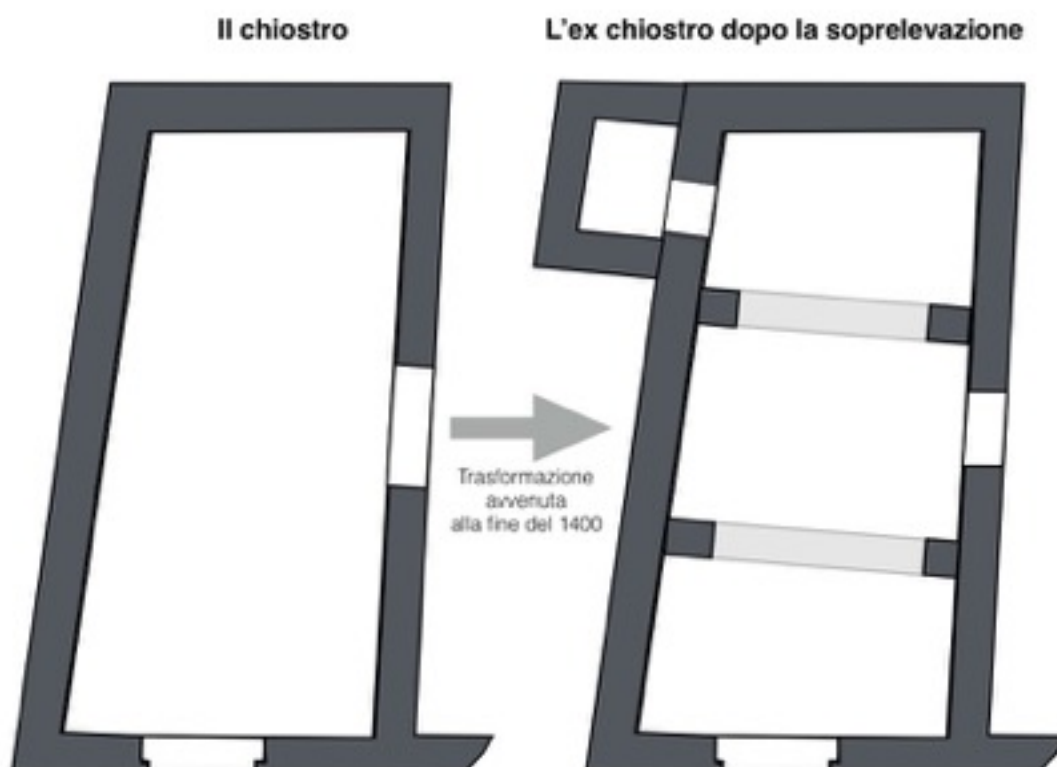 Il chiostro
L'ex chiostro dopo la soprelevazione
Trasformazione
avvenuta
alla fine del 1400